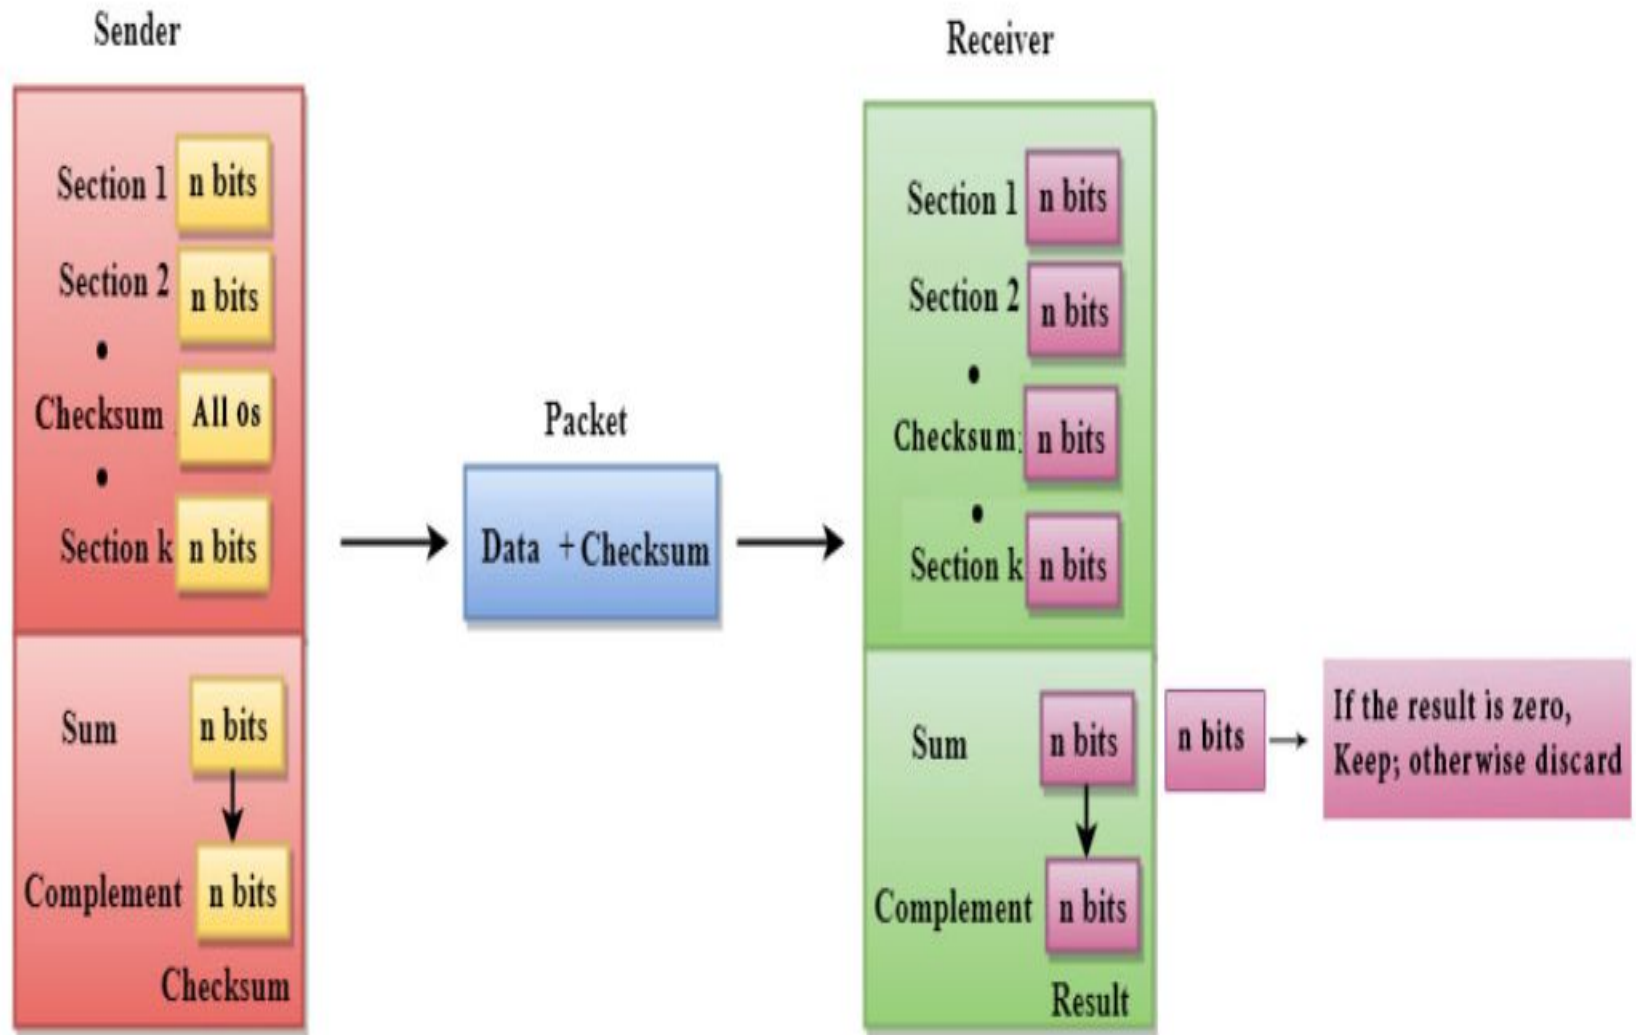 Sender
Section 1 n bits
Section 2 n bits
Checksum All 0s
Section k n bits
Sum n bits
Complement n bits
Checksum
Packet
Data + Checksum
Receiver
Section 1 n bits
Section 2 n bits
Checksum: n bits
Section k n bits
Sum n bits
Complement n bits
Result
n bits
If the result is zero,
Keep; otherwise discard